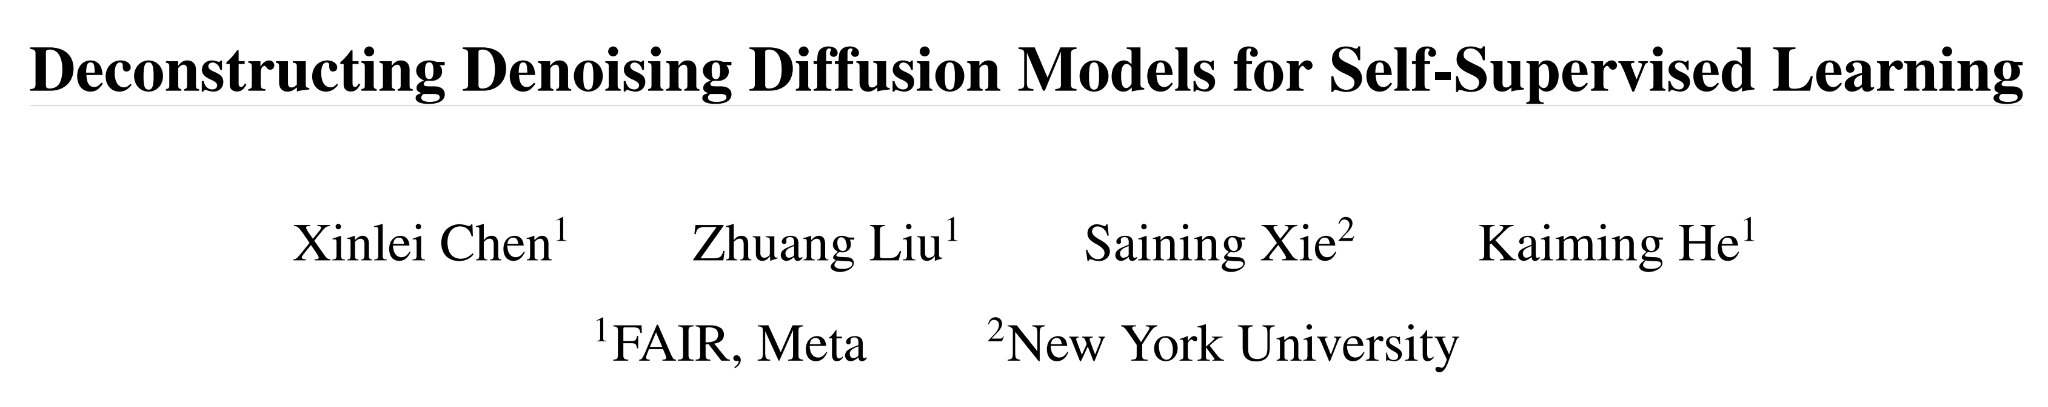 Deconstructing Denoising Diffusion Models for Self-Supervised Learning
Xinlei Chen¹ Zhuang Liu¹ Saining Xie² Kaiming He¹
¹FAIR, Meta ²New York University